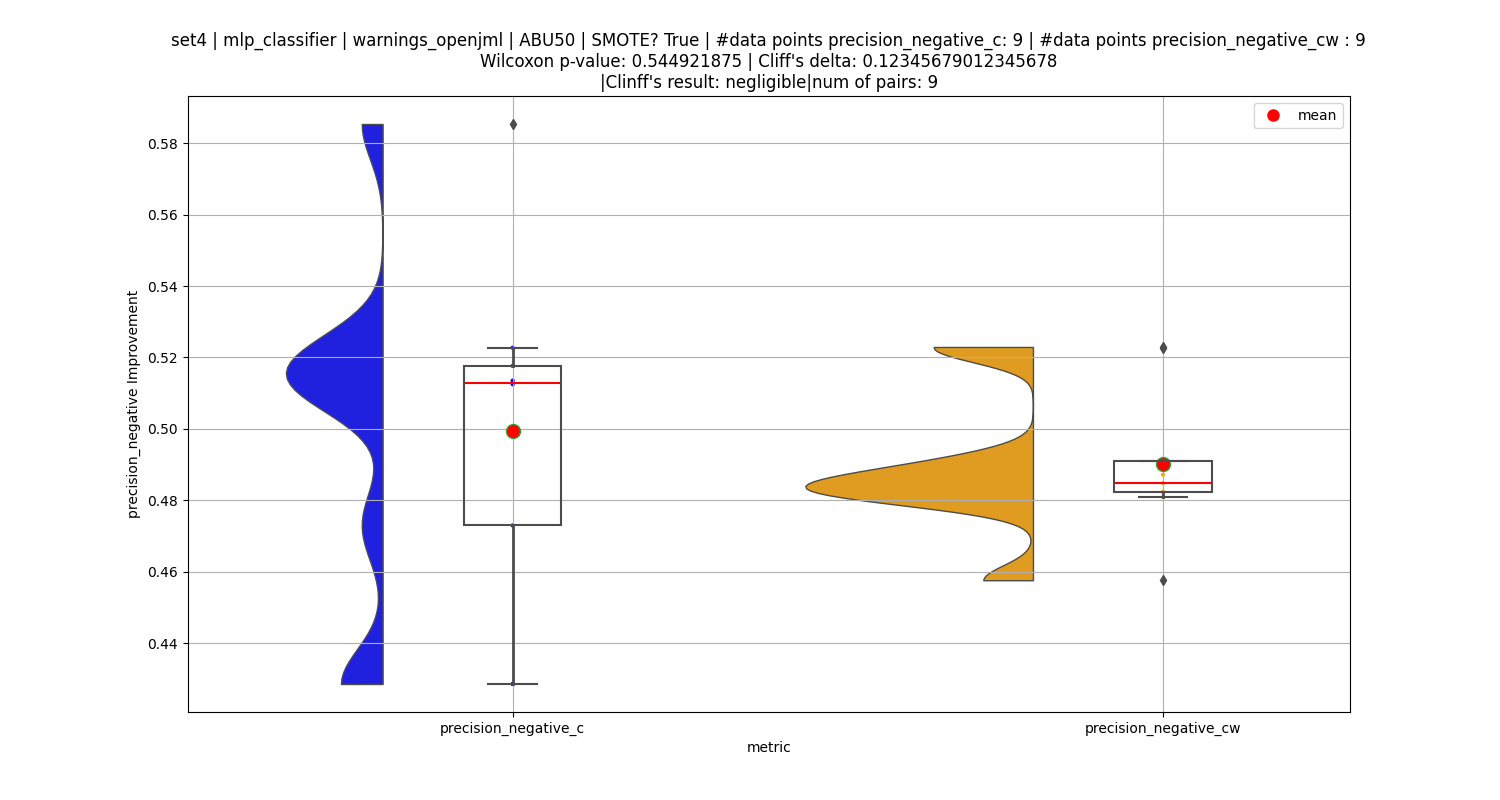 set4 | mlp_classifier | warnings_openjml | ABU50 | SMOTE? True | #data points precision_negative_c: 9 | #data points precision_negative_cw : 9
Wilcoxon p-value: 0.544921875 | Cliff's delta: 0.12345679012345678
|Clinff's result: negligible|num of pairs: 9
mean
0.58
0.56
0.54
0.52
0.50
0.48
0.46
0.44
precision_negative Improvement
precision_negative_c
precision_negative_cw
metric